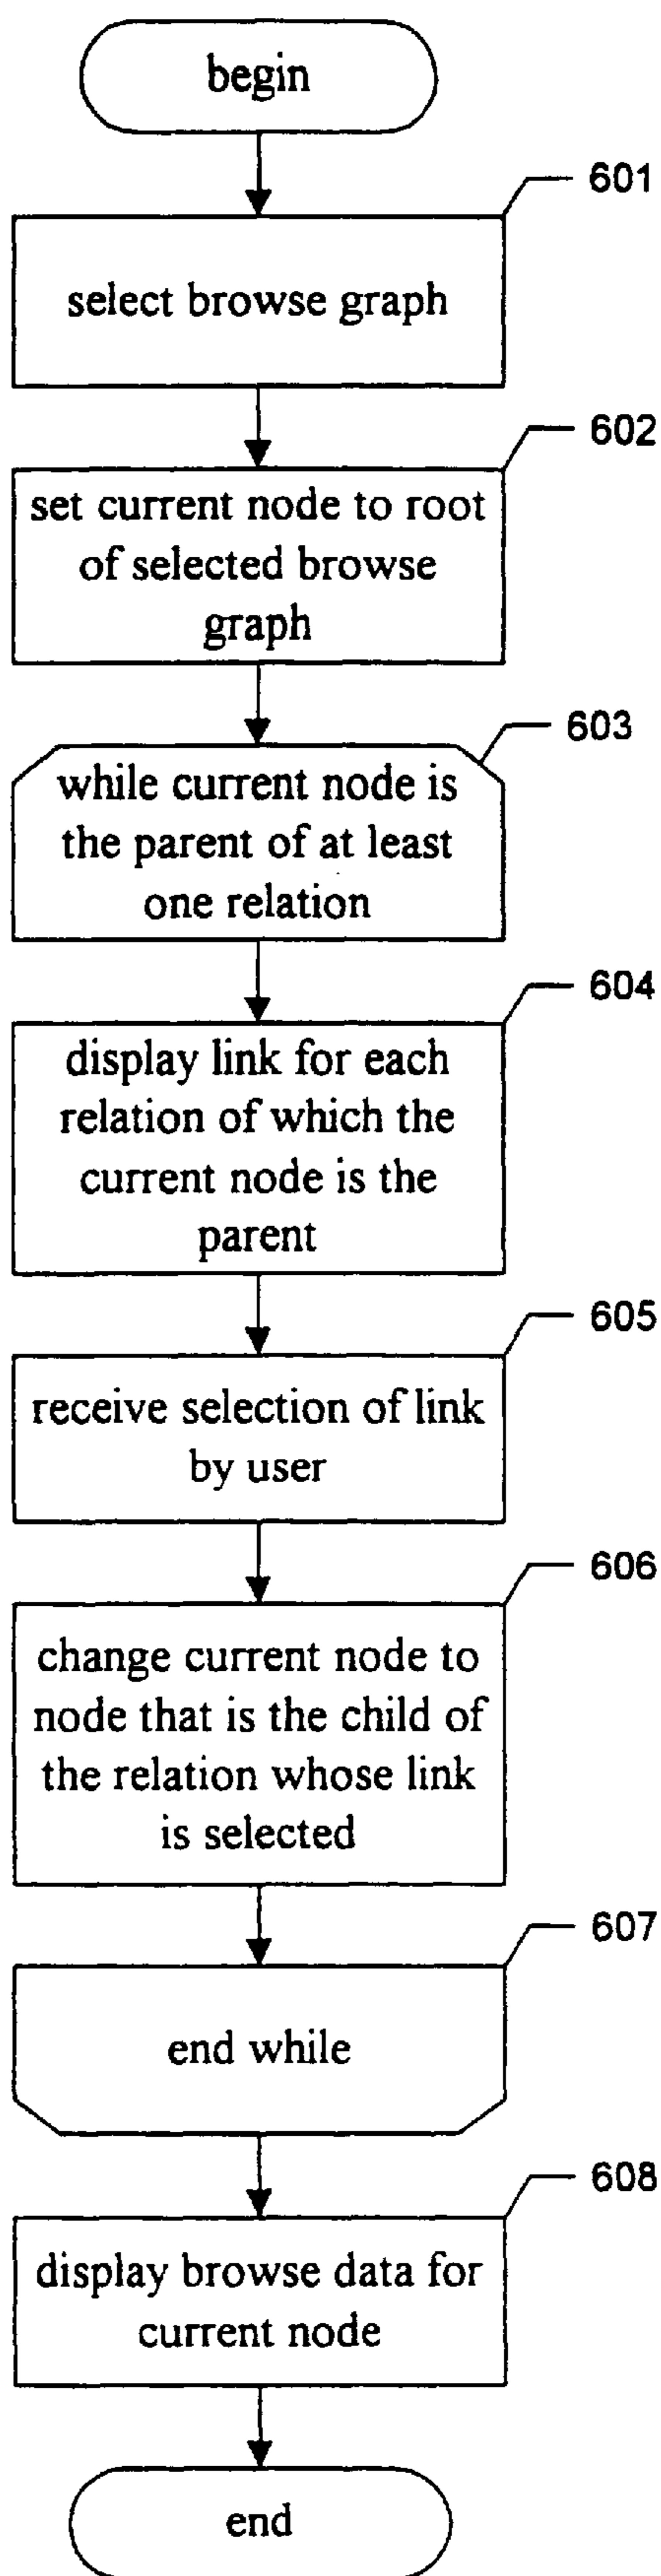 begin
601
select browse graph
602
set current node to root
of selected browse
graph
603
while current node is
the parent of at least
one relation
604
display link for each
relation of which the
current node is the
parent
605
receive selection of link
by user
606
change current node to
node that is the child of
the relation whose link
is selected
607
end while
608
display browse data for
current node
end